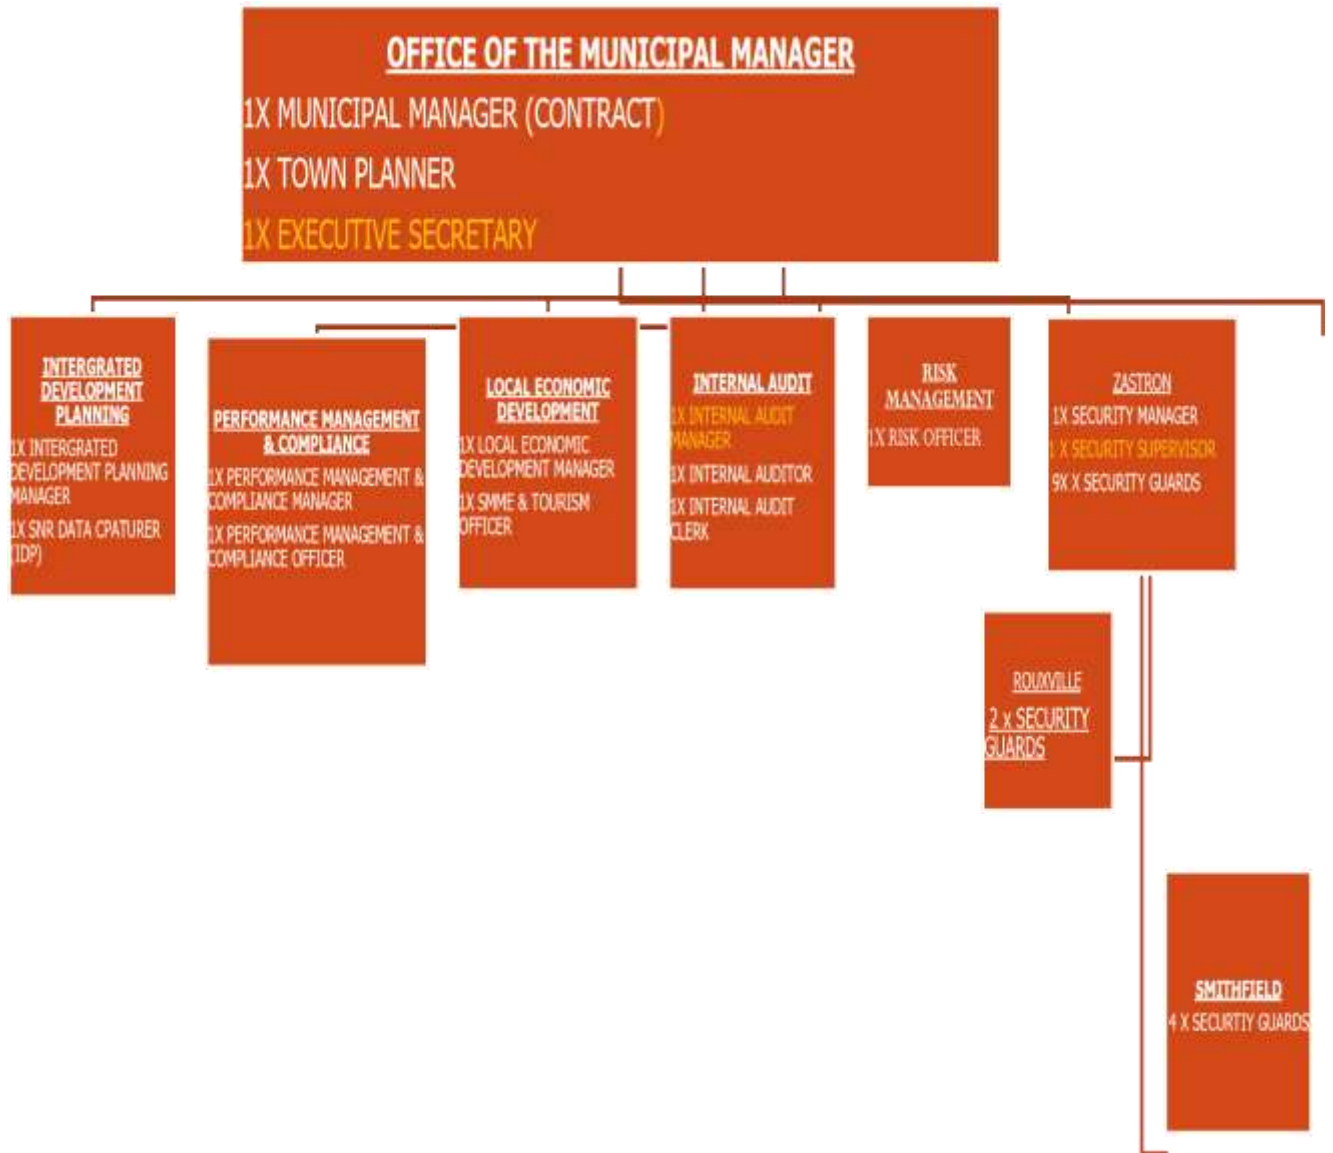 OFFICE OF THE MUNICIPAL MANAGER
1X MUNICIPAL MANAGER (CONTRACT)
1X TOWN PLANNER
1X EXECUTIVE SECRETARY
INTERGRATED
DEVELOPMENT
PLANNING
1X INTERGRATED
DEVELOPMENT PLANNING
MANAGER
1X SNR DATA CPATURER
(IDP)
PERFORMANCE MANAGEMENT
& COMPLIANCE
1X PERFORMANCE MANAGEMENT &
COMPLIANCE MANAGER
1X PERFORMANCE MANAGEMENT &
COMPLIANCE OFFICER
LOCAL ECONOMIC
DEVELOPMENT
1X LOCAL ECONOMIC
DEVELOPMENT MANAGER
1X SMME & TOURISM
OFFICER
INTERNAL AUDIT
1X INTERNAL AUDIT
MANAGER
1X INTERNAL AUDITOR
1X INTERNAL AUDIT
CLERK
RISK
MANAGEMENT
1X RISK OFFICER
ZASTRON
1X SECURITY MANAGER
1 X SECURITY SUPERVISOR
9X X SECURITY GUARDS
ROUXVILLE
2 x SECURITY
GUARDS
SMITHFIELD
4 X SECURTIY GUARDS